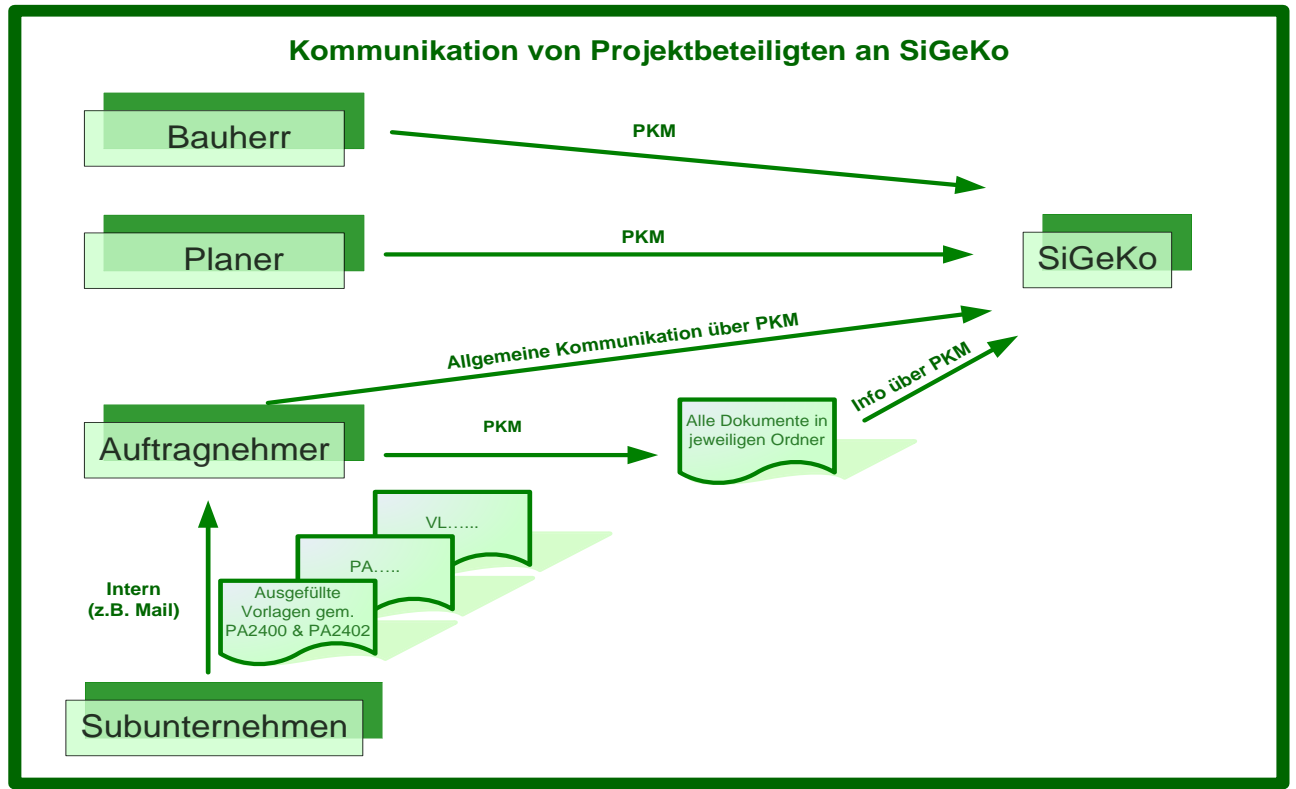 Kommunikation von Projektbeteiligten an SiGeKo
Bauherr
PKM
Planer
PKM
SiGeKo
Allgemeine Kommunikation über PKM
Info über PKM
Auftragnehmer
PKM
Alle Dokumente in
jeweiligen Ordner
VL…...
PA…..
Intern
(z.B. Mail)
Ausgefüllte
Vorlagen gem.
PA2400 & PA2402
Subunternehmen